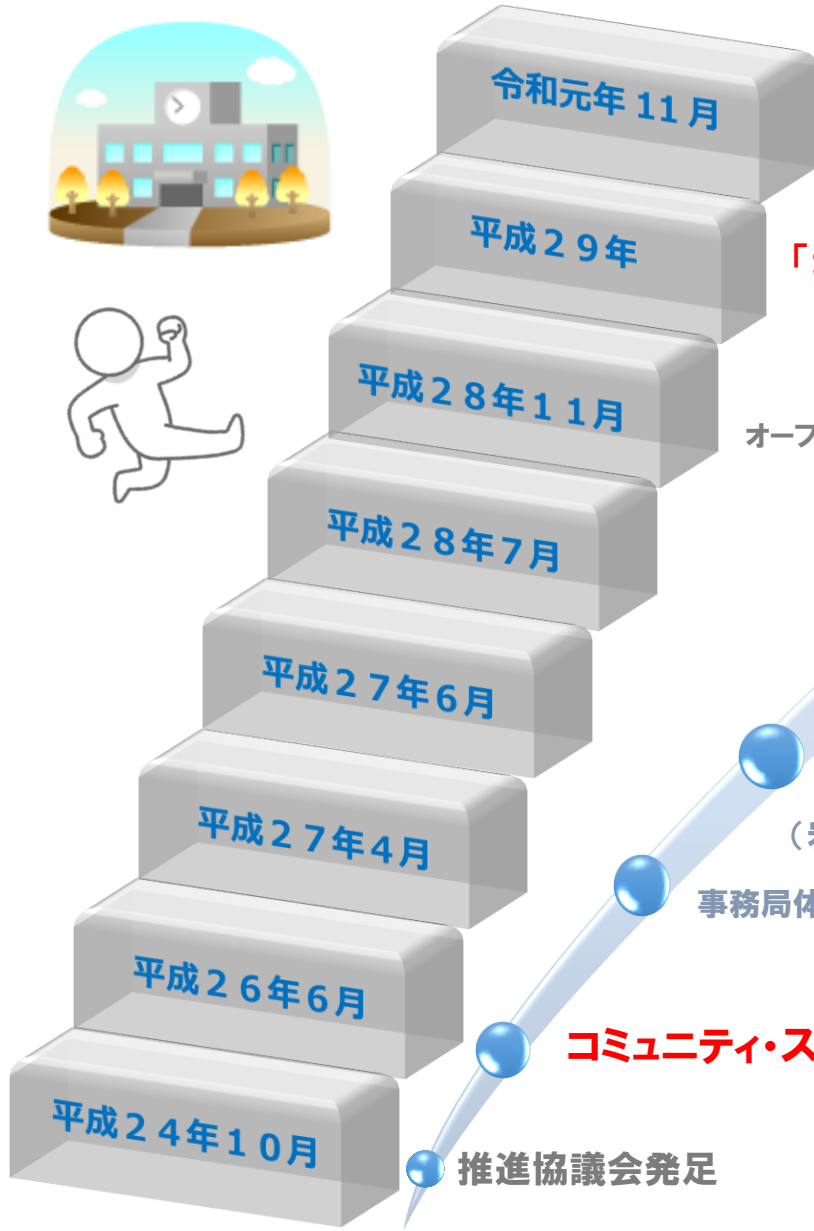 令和元年 11 月
平成２９年
「
平成２８年１１月
オープ
平成２８年７月
平成２７年６月
平成２７年４月
（
事務局体
平成２６年６月
コミュニティ・ス
平成２４年１０月
推進協議会発足